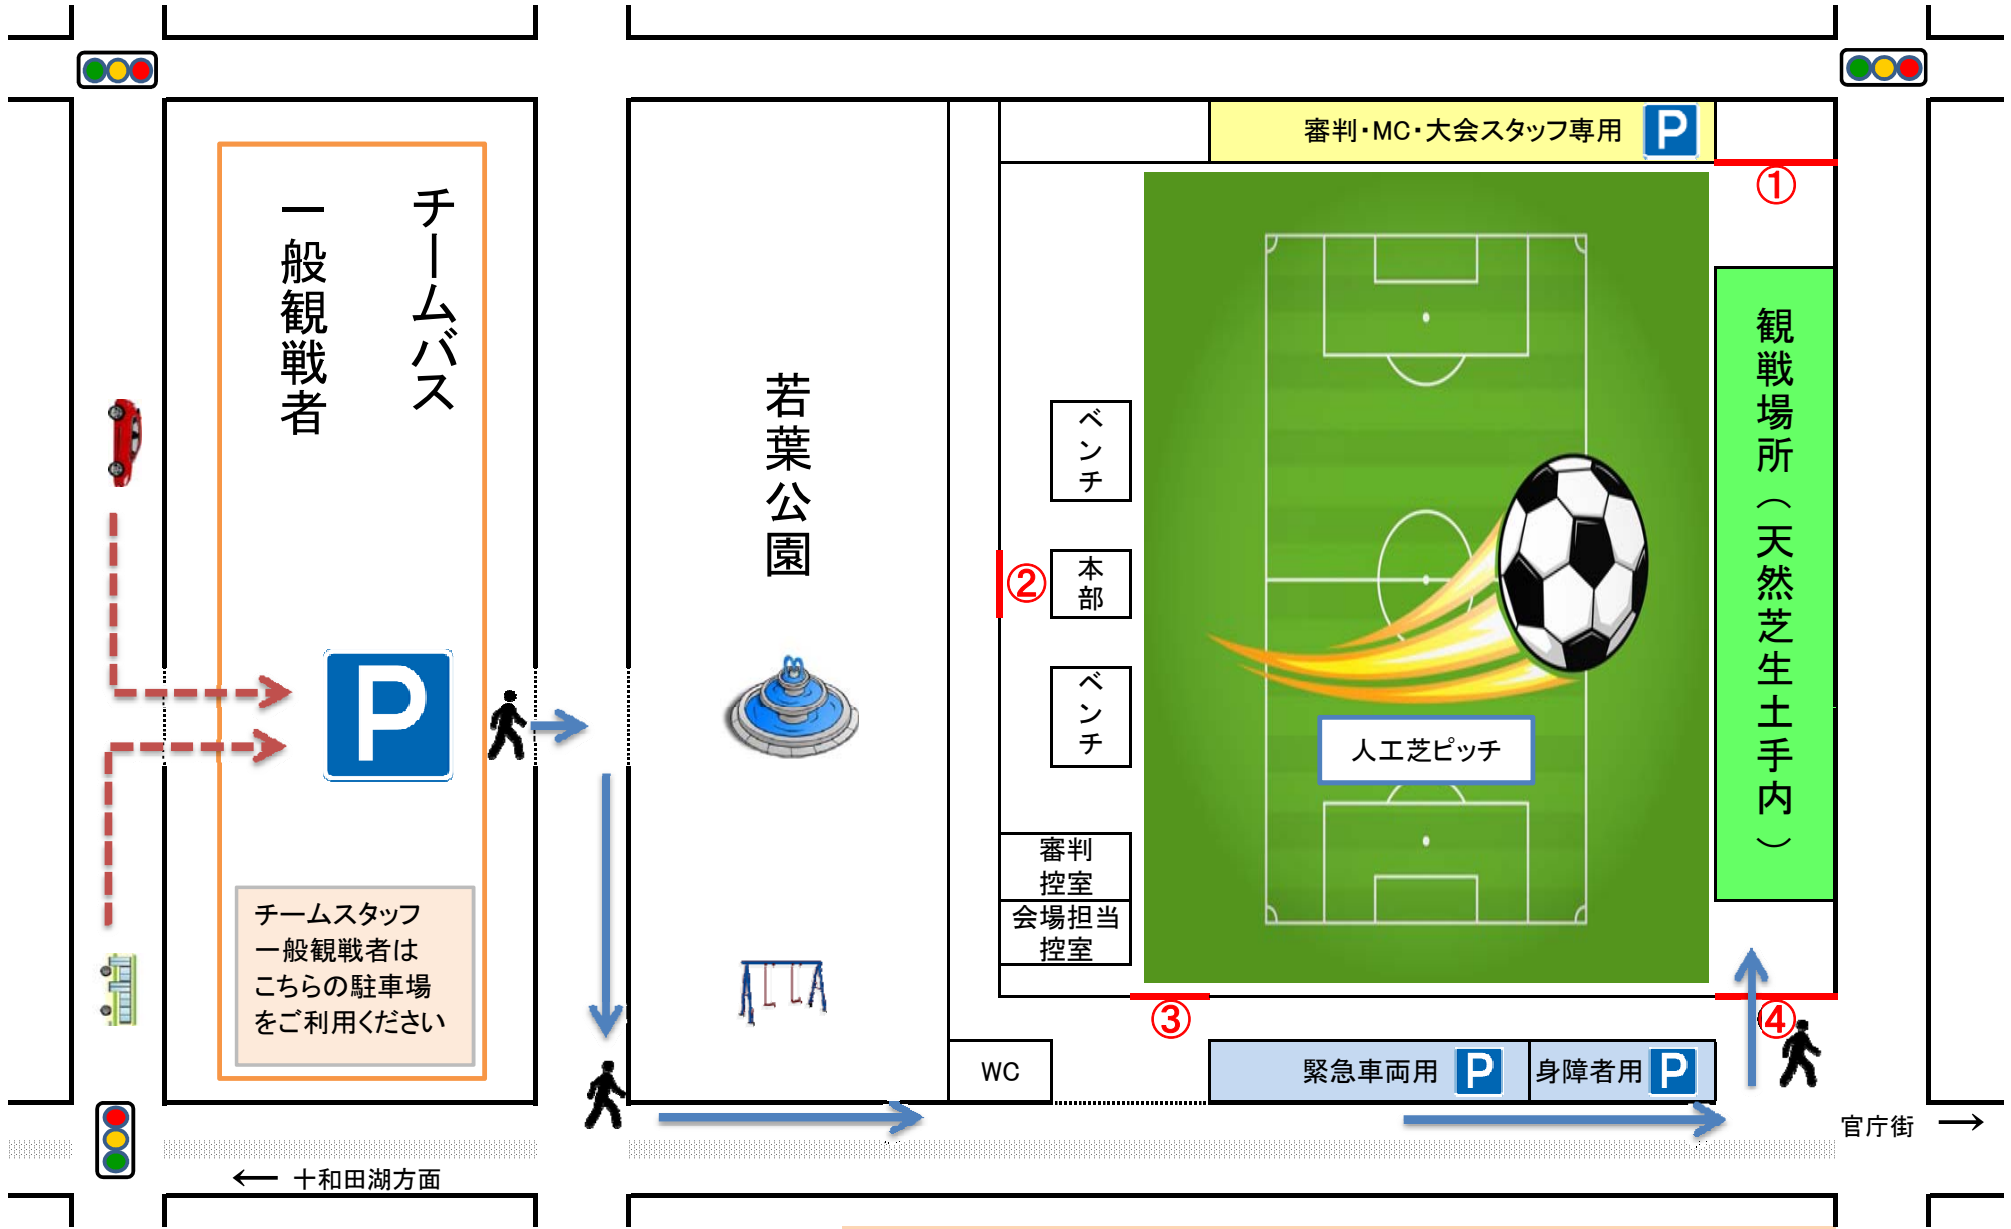 審判・MC・大会スタッフ専用 P
①
チームバス
一般観戦者
P
チームスタッフ
一般観戦者は
こちらの駐車場
をご利用ください
若葉公園
ベンチ
②
本部
ベンチ
審判
控室
会場担当
控室
人工芝ピッチ
観戦場所（天然芝生土手内）
③
④
WC
緊急車両用 P
身障者用 P
官庁街 →
← 十和田湖方面